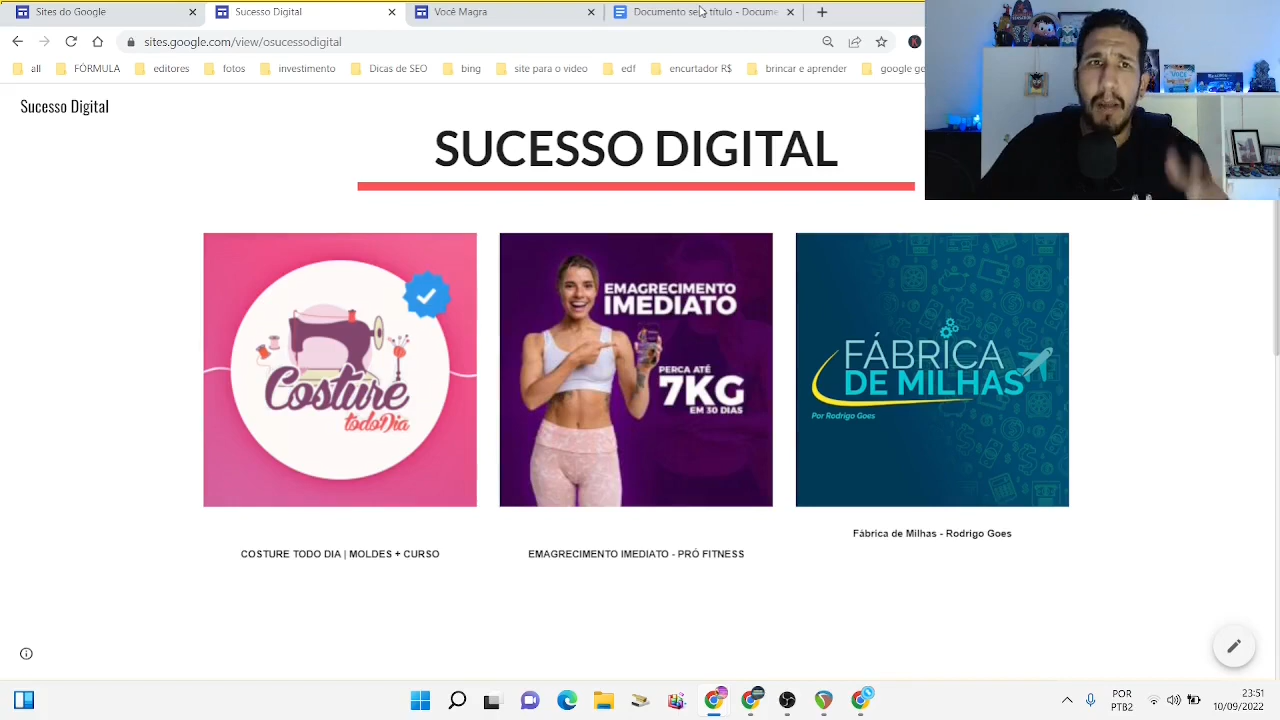 Sites do Google
Sucesso Digital
Você Magra
Documento sem título - Docume
sites.google.com/view/osucessodigital
all
FÓRMULA
editores
fotos
investimento
Dicas de SEO
bing
site para o video
edf
encurtador R$
brincar e aprender
google ge
Sucesso Digital
SUCESSO DIGITAL
Costure
todoDia
EMAGRECIMENTO
IMEDIATO
PERCA ATÉ
7KG
EM 30 DIAS
FÁBRICA
DE MILHAS
Por Rodrigo Goes
COSTURE TODO DIA | MOLDES + CURSO
EMAGRECIMENTO IMEDIATO - PRÓ FITNESS
Fábrica de Milhas - Rodrigo Goes
POR
PTB2
23:51
10/09/2022